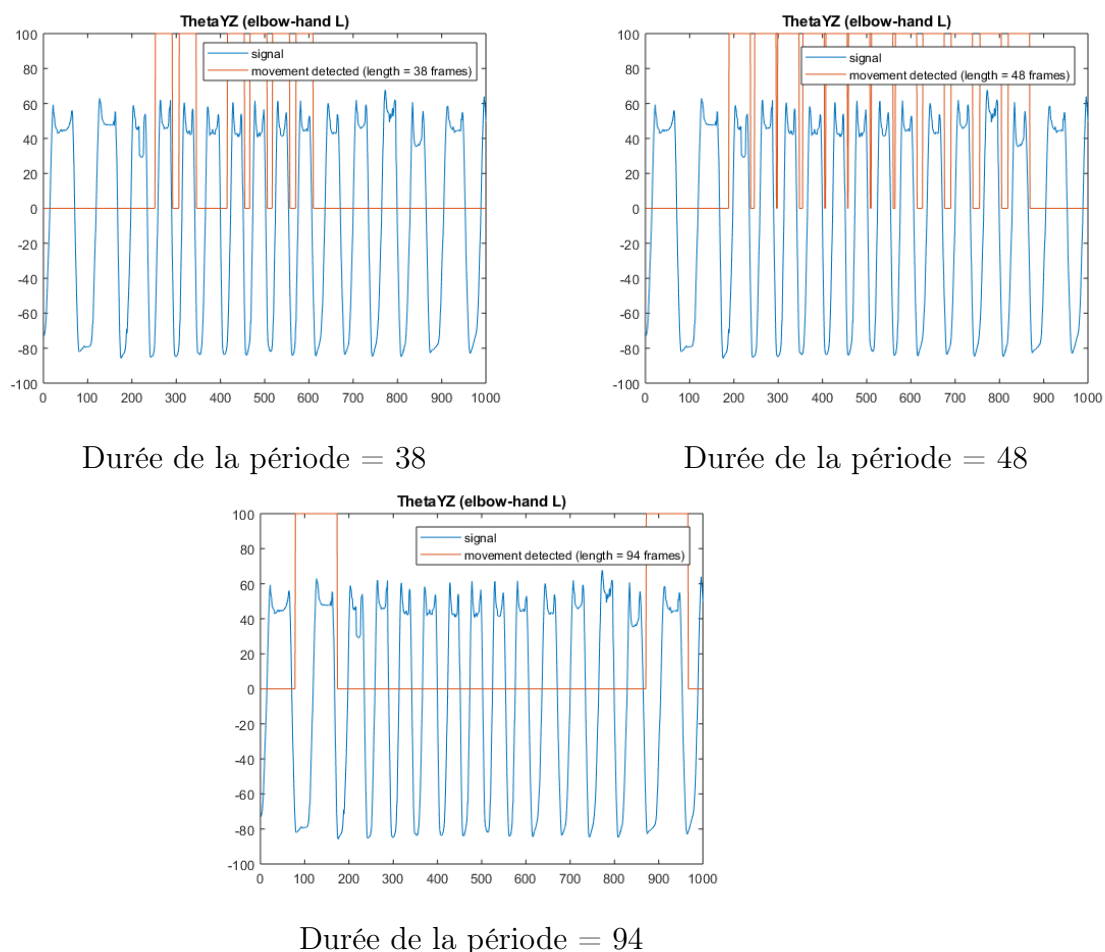 ThetaYZ (elbow-hand L)
signal
movement detected (length = 38 frames)
100
80
60
40
20
0
-20
-40
-60
-80
-100
0 100 200 300 400 500 600 700 800 900 1000
Durée de la période = 38
ThetaYZ (elbow-hand L)
signal
movement detected (length = 48 frames)
100
80
60
40
20
0
-20
-40
-60
-80
-100
0 100 200 300 400 500 600 700 800 900 1000
Durée de la période = 48
ThetaYZ (elbow-hand L)
signal
movement detected (length = 94 frames)
100
80
60
40
20
0
-20
-40
-60
-80
-100
0 100 200 300 400 500 600 700 800 900 1000
Durée de la période = 94